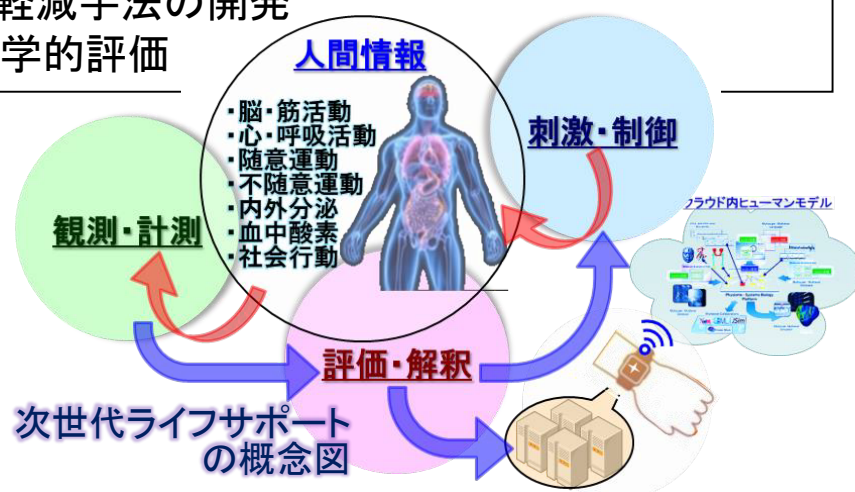 軽減手法の開発
学的評価
人間情報
・脳・筋活動
・心・呼吸活動
・随意運動
・不随意運動
・内外分泌
・血中酸素
・社会行動
刺激・制御
観測・計測
クラウド内ヒューマンモデル
評価・解釈
次世代ライフサポート
の概念図